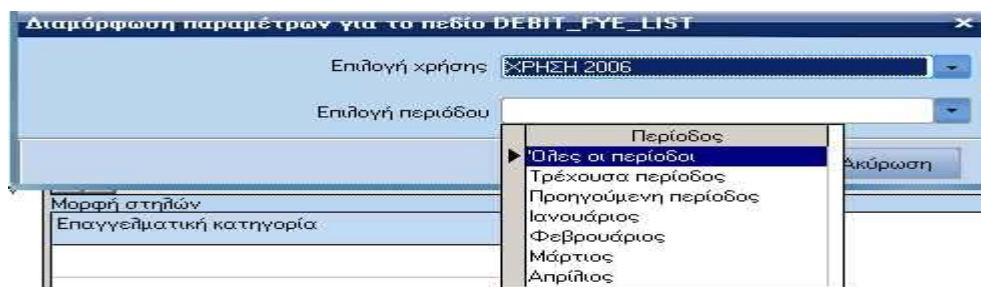 Διαμόρφωση παραμέτρων για το πεδίο DEBIT_FYE_LIST
Επιλογή χρήσης ΧΡΗΣΗ 2006
Επιλογή περιόδου
Περίοδος
Όλες οι περίοδοι
Ακύρωση
Τρέχουσα περίοδος
Προηγούμενη περίοδος
Μορφή στηλών
Ιανουάριος
Επαγγελματική κατηγορία
Φεβρουάριος
Μάρτιος
Απρίλιος